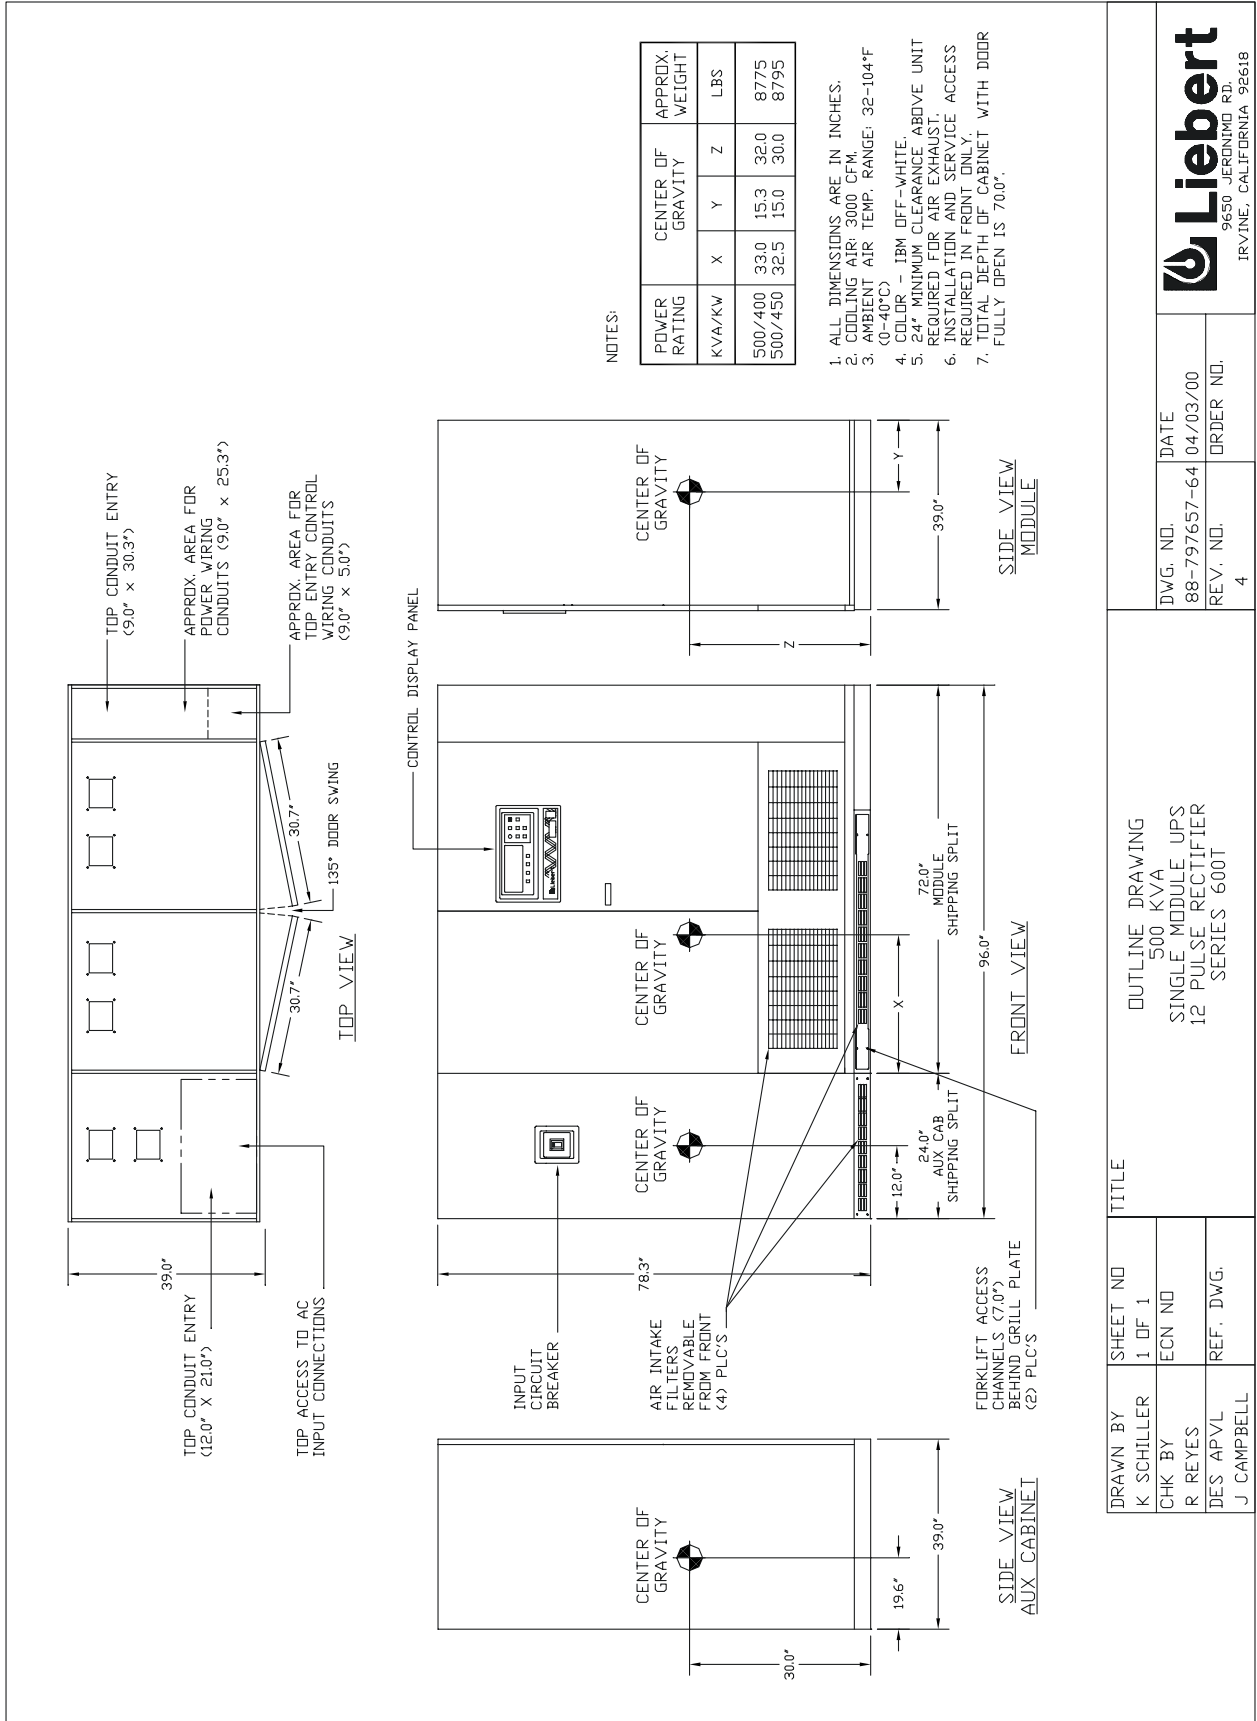 TOP CONDUIT ENTRY
(12.0" X 21.0")
TOP ACCESS TO AC
INPUT CONNECTIONS
39.0"
30.7"
30.7"
135° DOOR SWING
TOP VIEW
TOP CONDUIT ENTRY
(9.0" x 30.3")
APPROX. AREA FOR
POWER WIRING
CONDUITS (9.0" x 25.3")
APPROX. AREA FOR
TOP ENTRY CONTROL
WIRING CONDUITS
(9.0" x 5.0")
CENTER OF
GRAVITY
30.0"
19.6"
39.0"
SIDE VIEW
AUX CABINET
INPUT
CIRCUIT
BREAKER
AIR INTAKE
FILTERS
REMOVABLE
FROM FRONT
(4) PLC'S
FORKLIFT ACCESS
CHANNELS (7.0")
BEHIND GRILL PLATE
(2) PLC'S
78.3"
CONTROL DISPLAY PANEL
Liebert
CENTER OF
GRAVITY
CENTER OF
GRAVITY
12.0"
X
24.0"
AUX CAB
SHIPPING SPLIT
72.0"
MODULE
SHIPPING SPLIT
96.0"
FRONT VIEW
CENTER OF
GRAVITY
Z
Y
39.0"
SIDE VIEW
MODULE
NOTES:
POWER RATING CENTER OF GRAVITY APPROX. WEIGHT
KVA/KW X Y Z LBS
500/400 33.0 15.3 32.0 8775
500/450 32.5 15.0 30.0 8795
1. ALL DIMENSIONS ARE IN INCHES.
2. COOLING AIR: 3000 CFM.
3. AMBIENT AIR TEMP. RANGE: 32-104°F
(0-40°C)
4. COLOR - IBM OFF-WHITE.
5. 24" MINIMUM CLEARANCE ABOVE UNIT
REQUIRED FOR AIR EXHAUST.
6. INSTALLATION AND SERVICE ACCESS
REQUIRED IN FRONT ONLY.
7. TOTAL DEPTH OF CABINET WITH DOOR
FULLY OPEN IS 70.0".
DRAWN BY
K SCHILLER
CHK BY
R REYES
DES APVL
J CAMPBELL
SHEET NO
1 OF 1
ECN NO
REF. DWG.
TITLE
OUTLINE DRAWING
500 KVA
SINGLE MODULE UPS
12 PULSE RECTIFIER
SERIES 600T
DWG. NO.
88-797657-64
REV. NO.
4
DATE
04/03/00
ORDER NO.
Liebert
9650 JERONIMO RD.
IRVINE, CALIFORNIA 92618